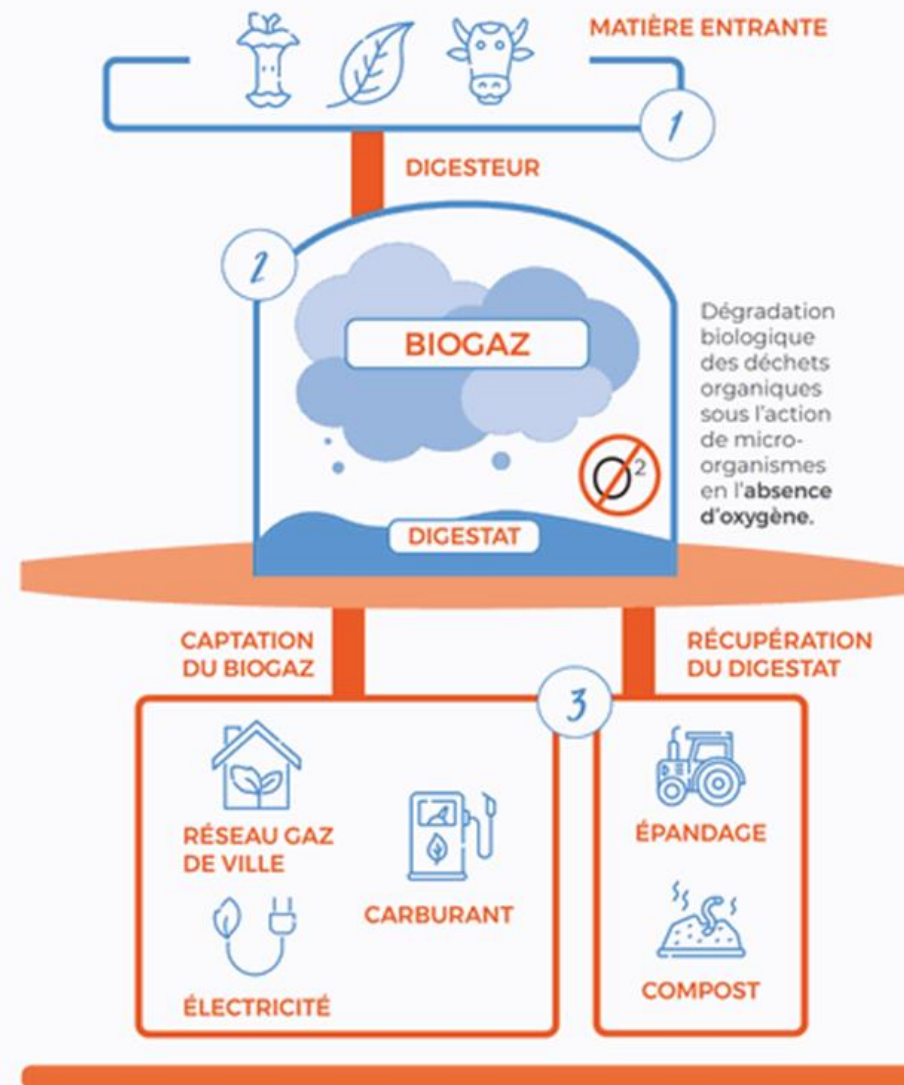 MATIÈRE ENTRANTE
1
DIGESTEUR
2
BIOGAZ
Dégradation
biologique
des déchets
organiques
sous l'action
de micro-
organismes
en l'absence
d'oxygène.
O²
DIGESTAT
CAPTATION
DU BIOGAZ
RÉCUPÉRATION
DU DIGESTAT
3
RÉSEAU GAZ
DE VILLE
CARBURANT
ÉLECTRICITÉ
ÉPANDAGE
COMPOST